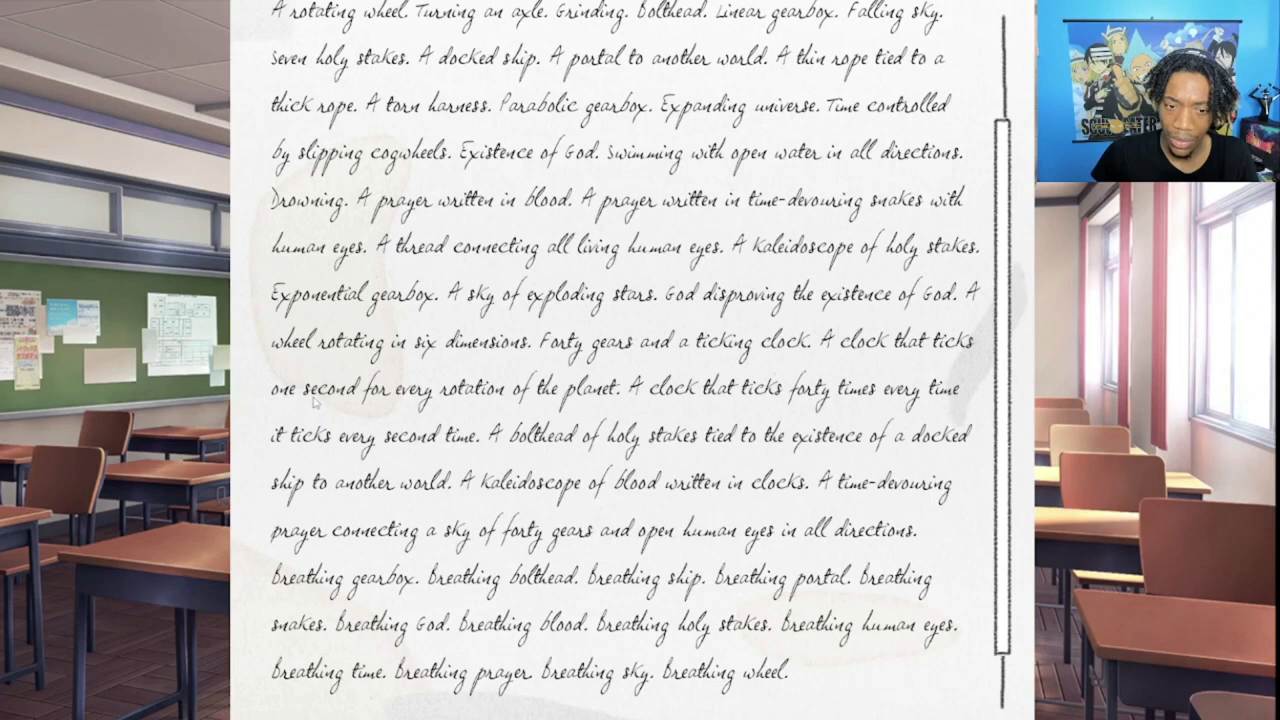 A rotating wheel. Turning an axle. Grinding. Bolthead. Linear gearbox. Falling sky.
Seven holy stakes. A docked ship. A portal to another world. A thin rope tied to a
thick rope. A torn harness. Parabolic gearbox. Expanding universe. Time controlled
by slipping cogwheels. Existence of God. Swimming with open water in all directions.
Drowning. A prayer written in blood. A prayer written in time-devouring snakes with
human eyes. A thread connecting all living human eyes. A kaleidoscope of holy stakes.
Exponential gearbox. A sky of exploding stars. God disproving the existence of God. A
wheel rotating in six dimensions. Forty gears and a ticking clock. A clock that ticks
one second for every rotation of the planet. A clock that ticks forty times every time
it ticks every second time. A bolthead of holy stakes tied to the existence of a docked
ship to another world. A kaleidoscope of blood written in clocks. A time-devouring
prayer connecting a sky of forty gears and open human eyes in all directions.
Breathing gearbox. Breathing bolthead. Breathing ship. Breathing portal. Breathing
snakes. Breathing God. Breathing blood. Breathing holy stakes. Breathing human eyes.
Breathing time. Breathing prayer. Breathing sky. Breathing wheel.